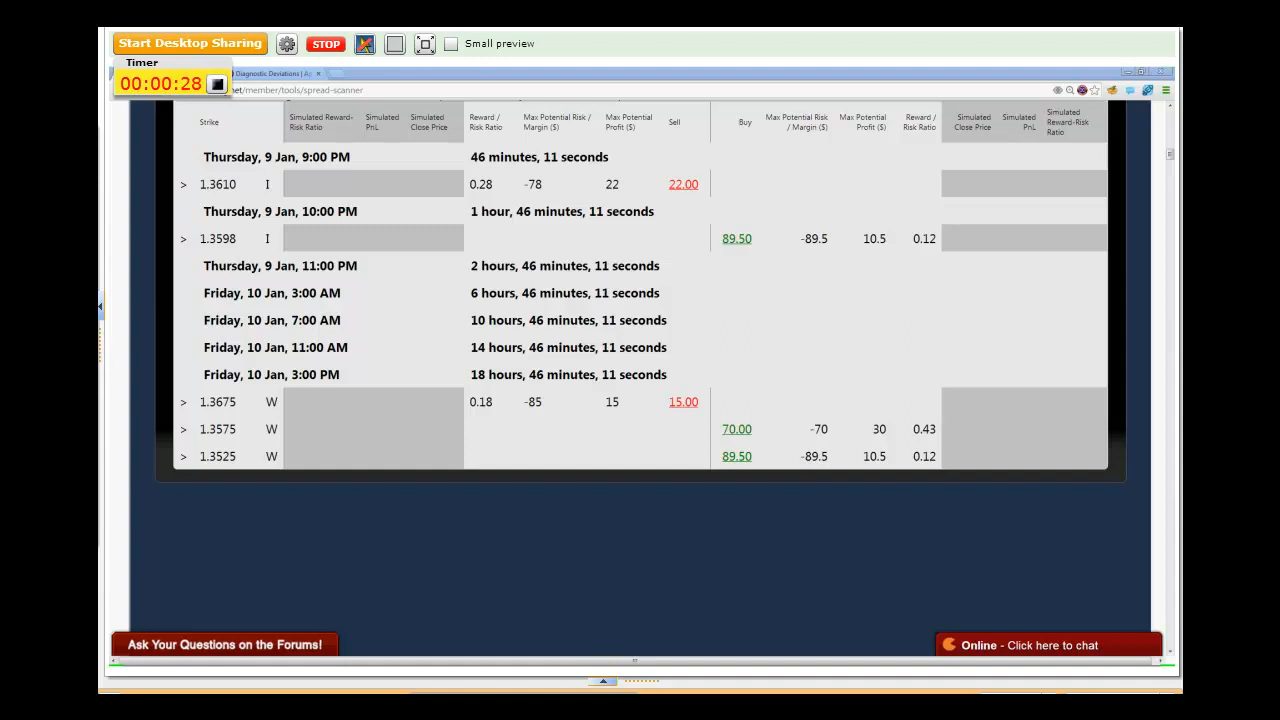 Start Desktop Sharing STOP Small preview
Timer
00:00:28
Diagnostic Deviations | Ap ×
net/member/tools/spread-scanner
Strike Simulated Reward-Risk Ratio Simulated PnL Simulated Close Price Reward / Risk Ratio Max Potential Risk / Margin ($) Max Potential Profit ($) Sell Buy Max Potential Risk / Margin ($) Max Potential Profit ($) Reward / Risk Ratio Simulated Close Price Simulated PnL Simulated Reward-Risk Ratio
Thursday, 9 Jan, 9:00 PM 46 minutes, 11 seconds
> 1.3610 I 0.28 -78 22 22.00
Thursday, 9 Jan, 10:00 PM 1 hour, 46 minutes, 11 seconds
> 1.3598 I 89.50 -89.5 10.5 0.12
Thursday, 9 Jan, 11:00 PM 2 hours, 46 minutes, 11 seconds
Friday, 10 Jan, 3:00 AM 6 hours, 46 minutes, 11 seconds
Friday, 10 Jan, 7:00 AM 10 hours, 46 minutes, 11 seconds
Friday, 10 Jan, 11:00 AM 14 hours, 46 minutes, 11 seconds
Friday, 10 Jan, 3:00 PM 18 hours, 46 minutes, 11 seconds
> 1.3675 W 0.18 -85 15 15.00
> 1.3575 W 70.00 -70 30 0.43
> 1.3525 W 89.50 -89.5 10.5 0.12
Ask Your Questions on the Forums! Online - Click here to chat